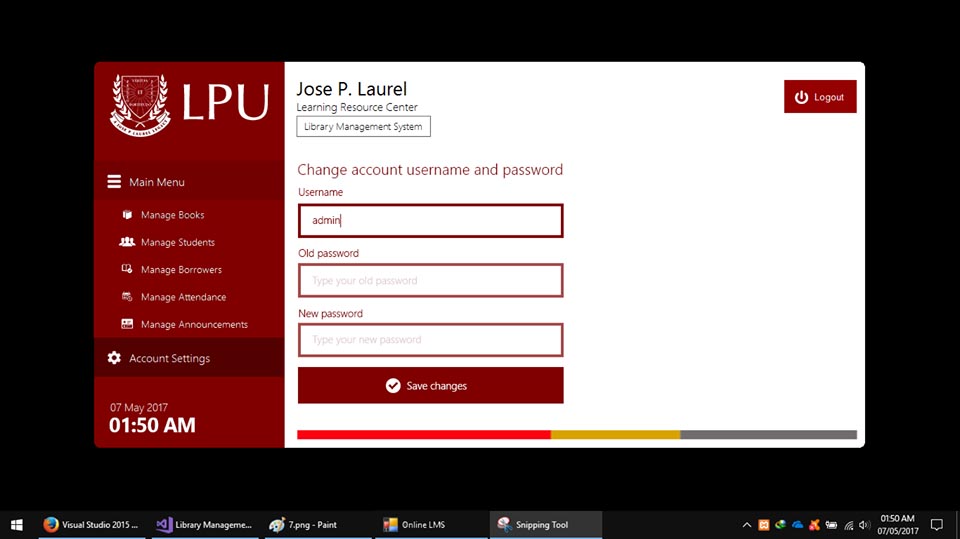 LPU
Main Menu
Manage Books
Manage Students
Manage Borrowers
Manage Attendance
Manage Announcements
Account Settings
07 May 2017
01:50 AM
Jose P. Laurel
Learning Resource Center
Library Management System
Logout
Change account username and password
Username
admin
Old password
Type your old password
New password
Type your new password
Save changes
Visual Studio 2015 ...
Library Manageme...
7.png - Paint
Online LMS
Snipping Tool
01:50 AM
07/05/2017